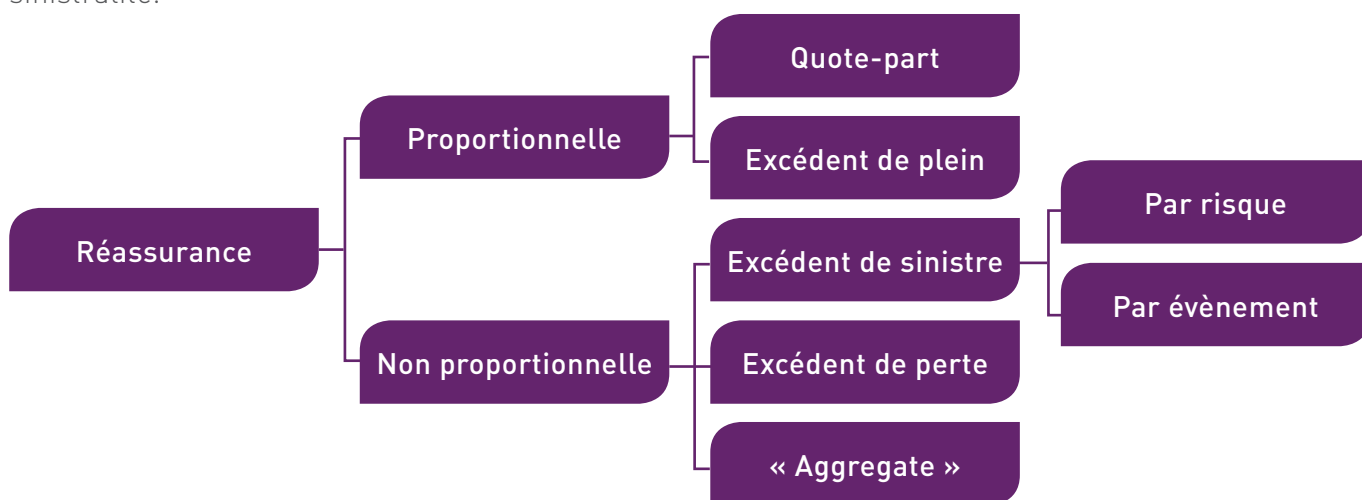 Quote-part
Proportionnelle
Excédent de plein
Par risque
Réassurance
Excédent de sinistre
Par évènement
Non proportionnelle
Excédent de perte
« Aggregate »